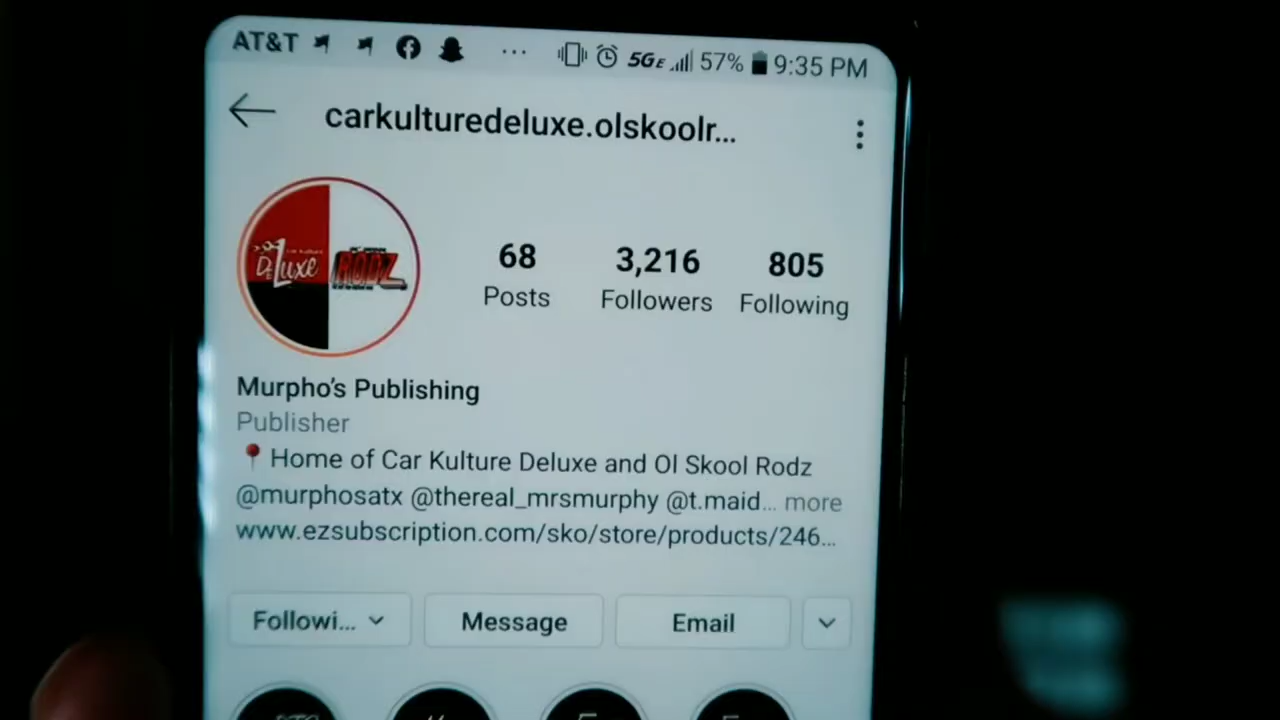 AT&T ... 5GE 57% 9:35 PM
carkulturedeluxe.olskoolr...
DeLuxe RODZ
68 3,216 805
Posts Followers Following
Murpho's Publishing
Publisher
Home of Car Kulture Deluxe and Ol Skool Rodz
@murphosatx @thereal_mrsmurphy @t.maid... more
www.ezsubscription.com/sko/store/products/246...
Followi... Message Email